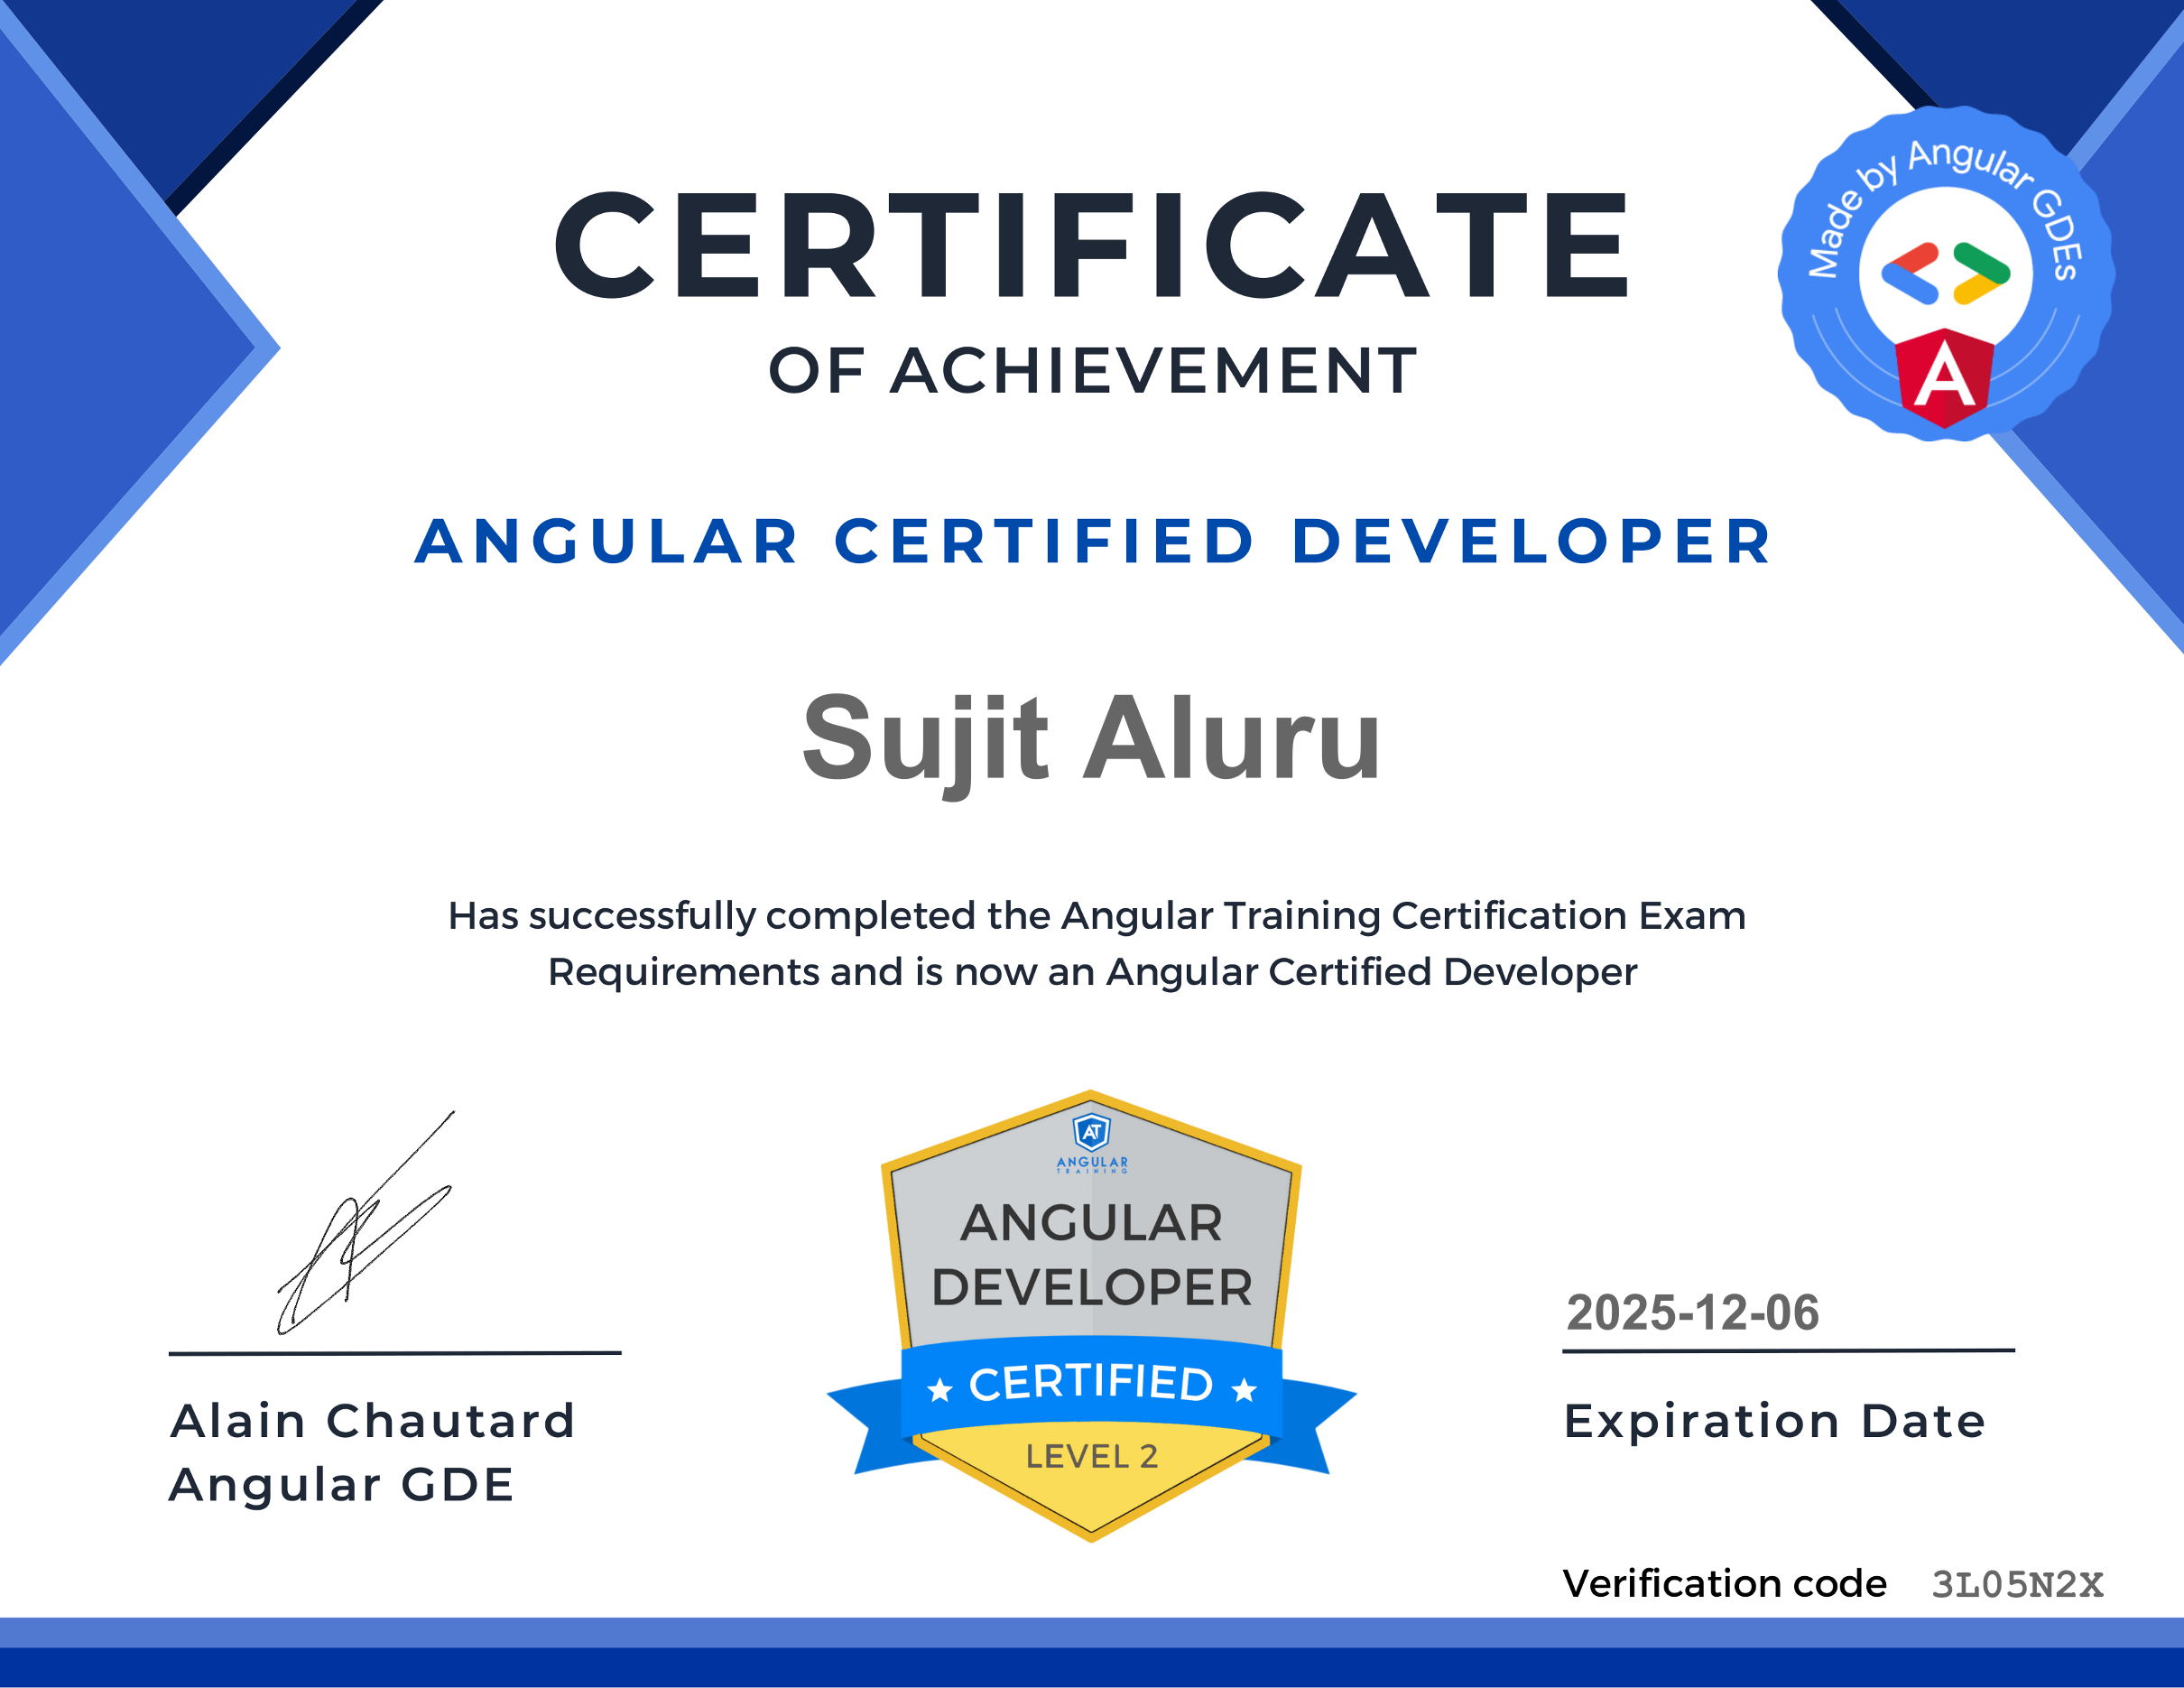 CERTIFICATE
OF ACHIEVEMENT
Made by Angular GDEs
ANGULAR CERTIFIED DEVELOPER
Sujit Aluru
Has successfully completed the Angular Training Certification Exam
Requirements and is now an Angular Certified Developer
AT
ANGULAR
TRAINING
ANGULAR
DEVELOPER
CERTIFIED
LEVEL 2
Alain Chautard
Angular GDE
2025-12-06
Expiration Date
Verification code 3L05N2X